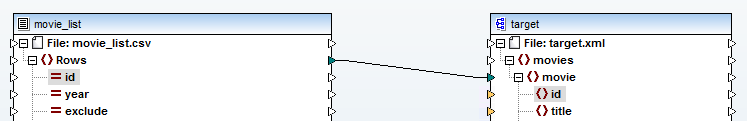 movie_list
File: movie_list.csv
Rows
id
year
exclude
target
File: target.xml
movies
movie
id
title